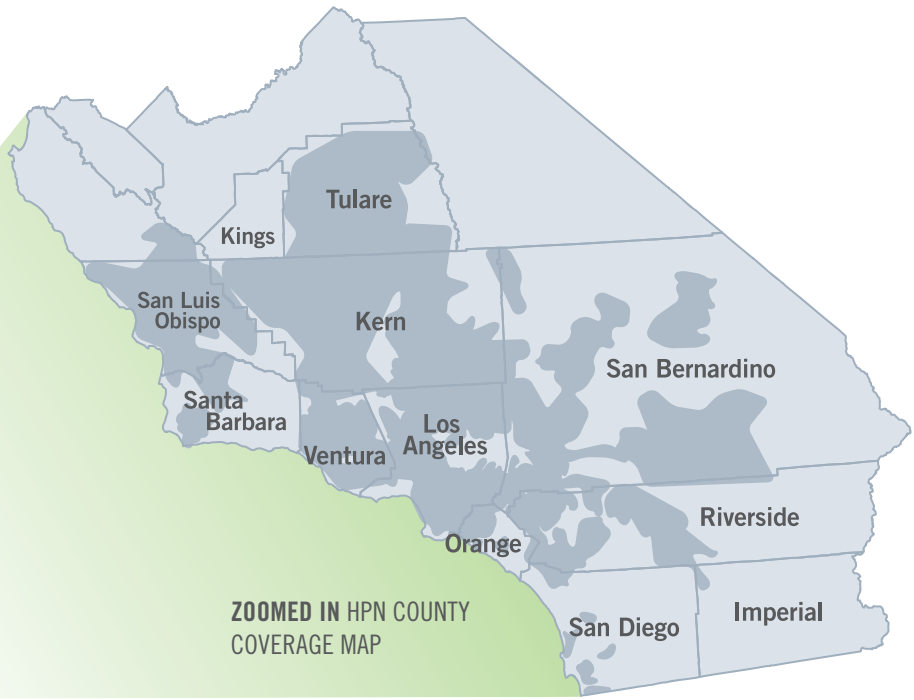 Tulare
Kings
San Luis
Obispo
Kern
San Bernardino
Santa
Barbara
Los
Angeles
Ventura
Riverside
Orange
San Diego
Imperial
ZOOMED IN HPN COUNTY
COVERAGE MAP